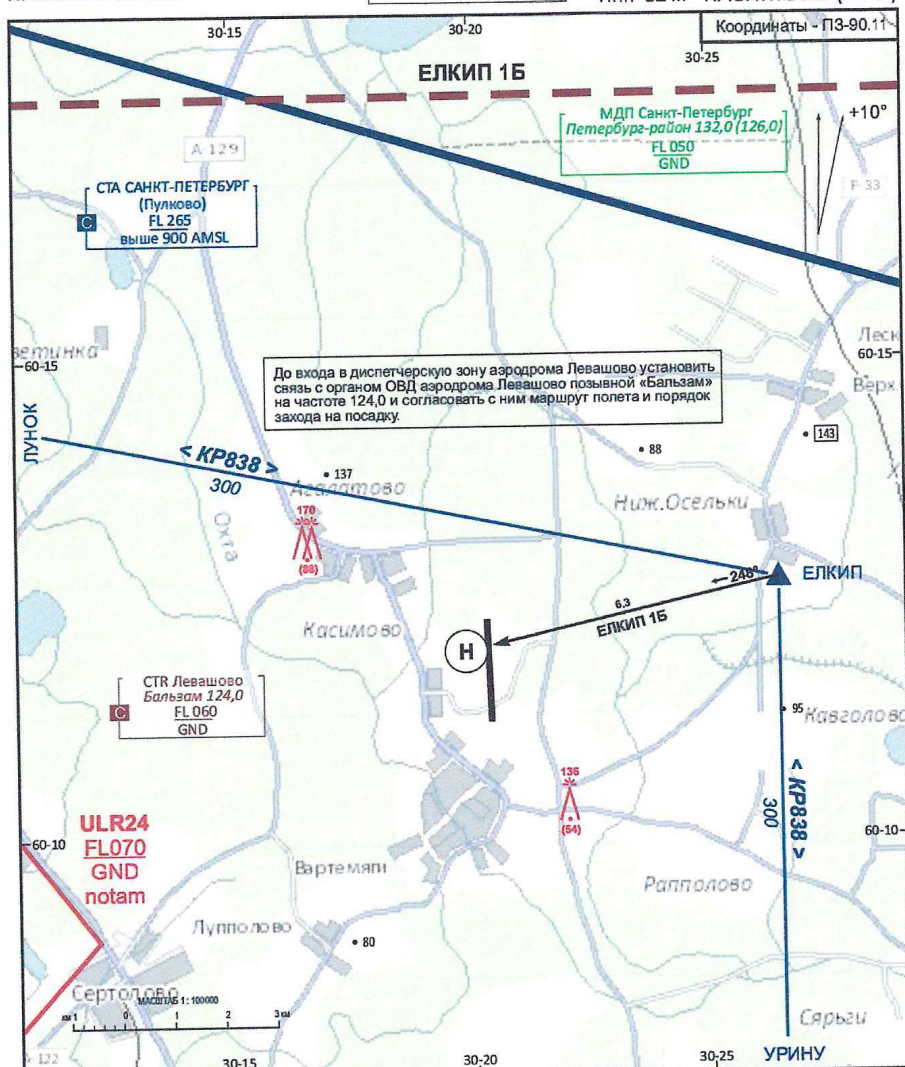 30-15
30-20
Координаты - ПЗ-90.11
30-25
ЕЛКИП 1Б
МДП Санкт-Петербург
Петербург-район 132,0 (126,0)
FL 050
GND
+10°
А-129
СТА САНКТ-ПЕТЕРБУРГ
(Пулково)
FL 265
выше 900 AMSL
C
60-15
60-15
Верх.
До входа в диспетчерскую зону аэродрома Левашово установить
связь с органом ОВД аэродрома Левашово позывной «Бальзам»
на частоте 124,0 и согласовать с ним маршрут полета и порядок
захода на посадку.
ЛУНОК
< КР838 >
300
137
88
143
Агалатово
170
(88)
Охта
Ниж.Осельки
ЕЛКИП
248°
6.3
ЕЛКИП 1Б
Касимово
H
CTR Левашово
Бальзам 124,0
FL 060
GND
C
95
Кавголово
136
(54)
< КР838 >
300
60-10
60-10
ULR24
FL070
GND
notam
Вартемяги
Рапполово
Лупполово
80
Сертолово
МАСШТАБ 1: 100000
км 1 0 1 2 3 км
Сярьги
УРИНУ
30-15
30-20
30-25